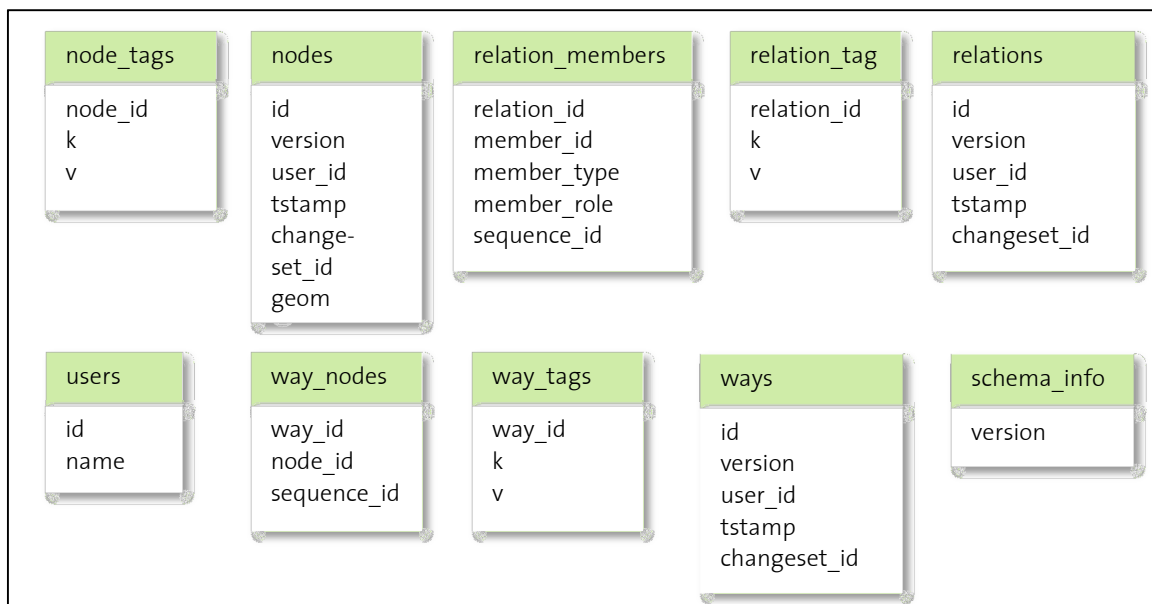 node_tags
node_id
k
v
nodes
id
version
user_id
tstamp
change-
set_id
geom
relation_members
relation_id
member_id
member_type
member_role
sequence_id
relation_tag
relation_id
k
v
relations
id
version
user_id
tstamp
changeset_id
users
id
name
way_nodes
way_id
node_id
sequence_id
way_tags
way_id
k
v
ways
id
version
user_id
tstamp
changeset_id
schema_info
version